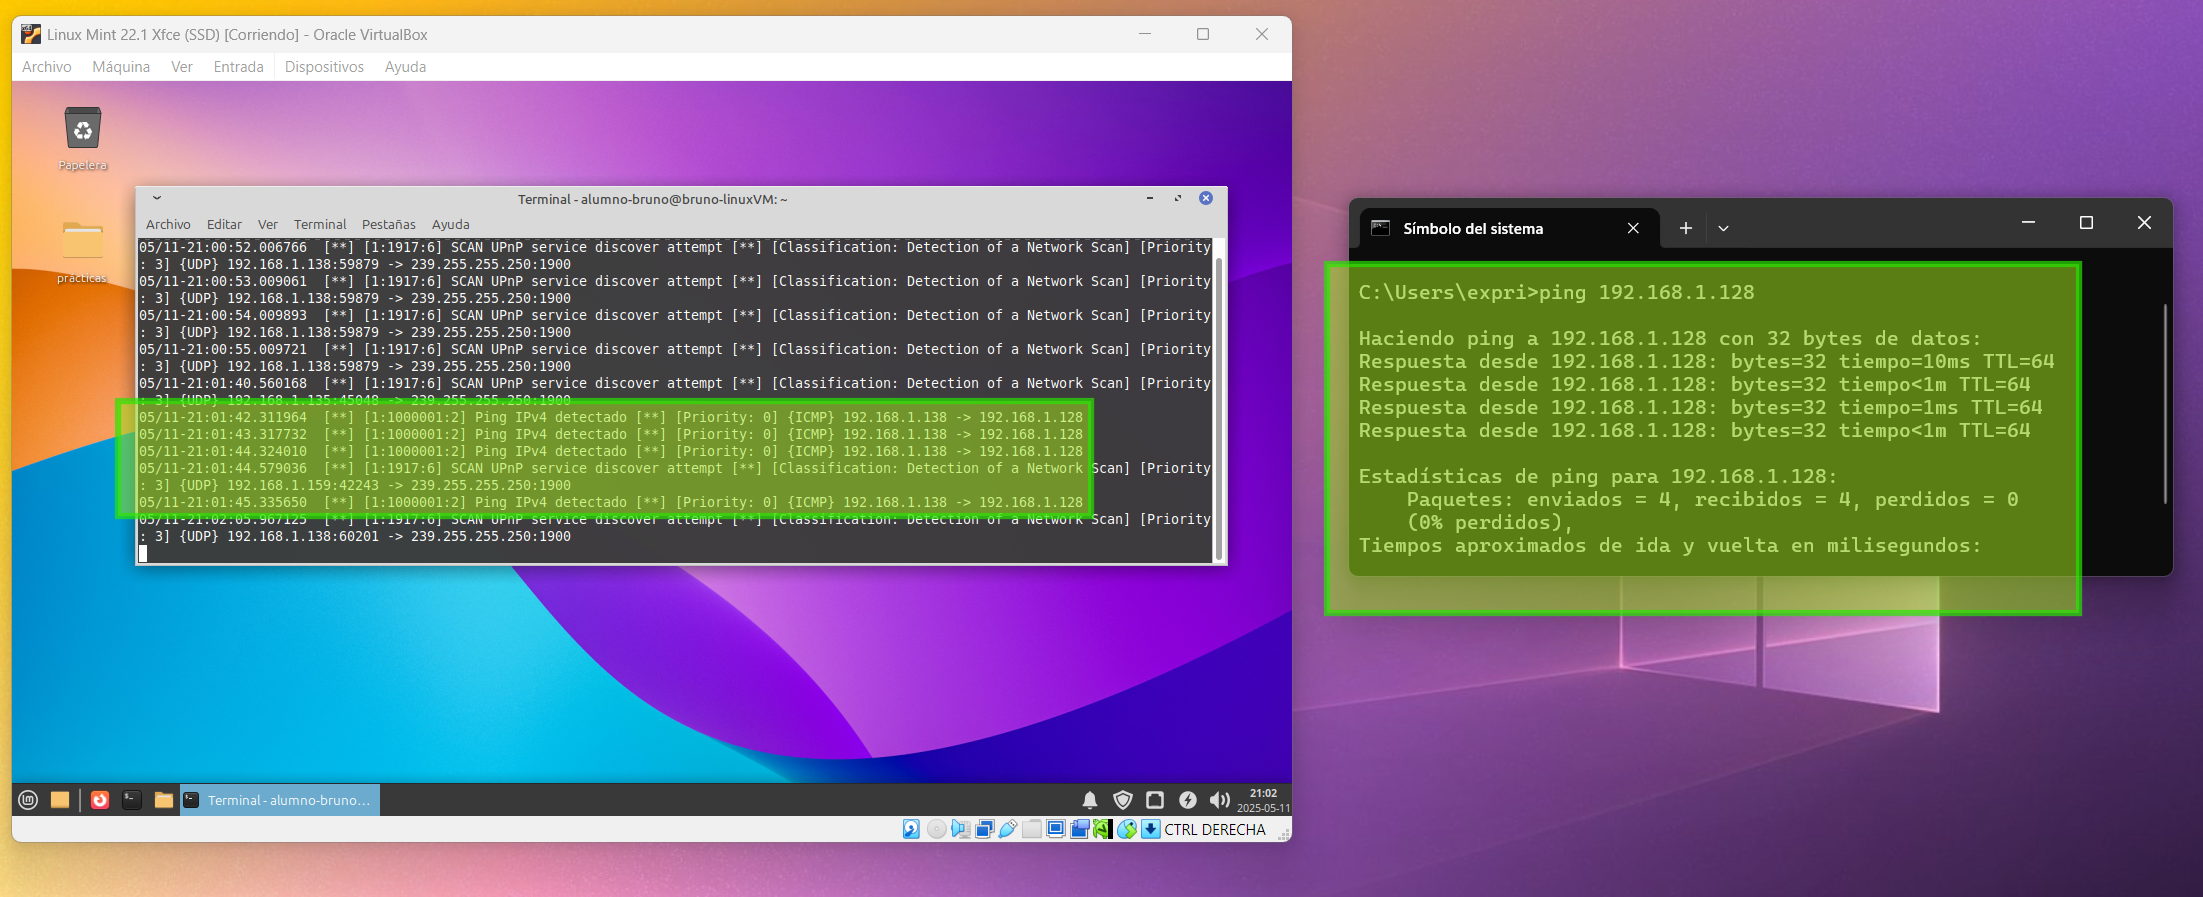 Linux Mint 22.1 Xfce (SSD) [Corriendo] - Oracle VirtualBox
Archivo Máquina Ver Entrada Dispositivos Ayuda
Papelera
prácticas
Terminal - alumno-bruno@bruno-linuxVM: ~
Archivo Editar Ver Terminal Pestañas Ayuda
05/11-21:00:52.006766 [**] [1:1917:6] SCAN UPnP service discover attempt [**] [Classification: Detection of a Network Scan] [Priority
: 3] {UDP} 192.168.1.138:59879 -> 239.255.255.250:1900
05/11-21:00:53.009061 [**] [1:1917:6] SCAN UPnP service discover attempt [**] [Classification: Detection of a Network Scan] [Priority
: 3] {UDP} 192.168.1.138:59879 -> 239.255.255.250:1900
05/11-21:00:54.009893 [**] [1:1917:6] SCAN UPnP service discover attempt [**] [Classification: Detection of a Network Scan] [Priority
: 3] {UDP} 192.168.1.138:59879 -> 239.255.255.250:1900
05/11-21:00:55.009721 [**] [1:1917:6] SCAN UPnP service discover attempt [**] [Classification: Detection of a Network Scan] [Priority
: 3] {UDP} 192.168.1.138:59879 -> 239.255.255.250:1900
05/11-21:01:40.560168 [**] [1:1917:6] SCAN UPnP service discover attempt [**] [Classification: Detection of a Network Scan] [Priority
: 3] {UDP} 192.168.1.135:45048 -> 239.255.255.250:1900
05/11-21:01:42.311964 [**] [1:1000001:2] Ping IPv4 detectado [**] [Priority: 0] {ICMP} 192.168.1.138 -> 192.168.1.128
05/11-21:01:43.317732 [**] [1:1000001:2] Ping IPv4 detectado [**] [Priority: 0] {ICMP} 192.168.1.138 -> 192.168.1.128
05/11-21:01:44.324010 [**] [1:1000001:2] Ping IPv4 detectado [**] [Priority: 0] {ICMP} 192.168.1.138 -> 192.168.1.128
05/11-21:01:44.579036 [**] [1:1917:6] SCAN UPnP service discover attempt [**] [Classification: Detection of a Network Scan] [Priority
: 3] {UDP} 192.168.1.159:42243 -> 239.255.255.250:1900
05/11-21:01:45.335650 [**] [1:1000001:2] Ping IPv4 detectado [**] [Priority: 0] {ICMP} 192.168.1.138 -> 192.168.1.128
05/11-21:02:05.967125 [**] [1:1917:6] SCAN UPnP service discover attempt [**] [Classification: Detection of a Network Scan] [Priority
: 3] {UDP} 192.168.1.138:60201 -> 239.255.255.250:1900
Terminal - alumno-bruno...
21:02
2025-05-11
CTRL DERECHA
Símbolo del sistema
C:\Users\expri>ping 192.168.1.128
Haciendo ping a 192.168.1.128 con 32 bytes de datos:
Respuesta desde 192.168.1.128: bytes=32 tiempo=10ms TTL=64
Respuesta desde 192.168.1.128: bytes=32 tiempo<1m TTL=64
Respuesta desde 192.168.1.128: bytes=32 tiempo=1ms TTL=64
Respuesta desde 192.168.1.128: bytes=32 tiempo<1m TTL=64
Estadísticas de ping para 192.168.1.128:
Paquetes: enviados = 4, recibidos = 4, perdidos = 0
(0% perdidos),
Tiempos aproximados de ida y vuelta en milisegundos: